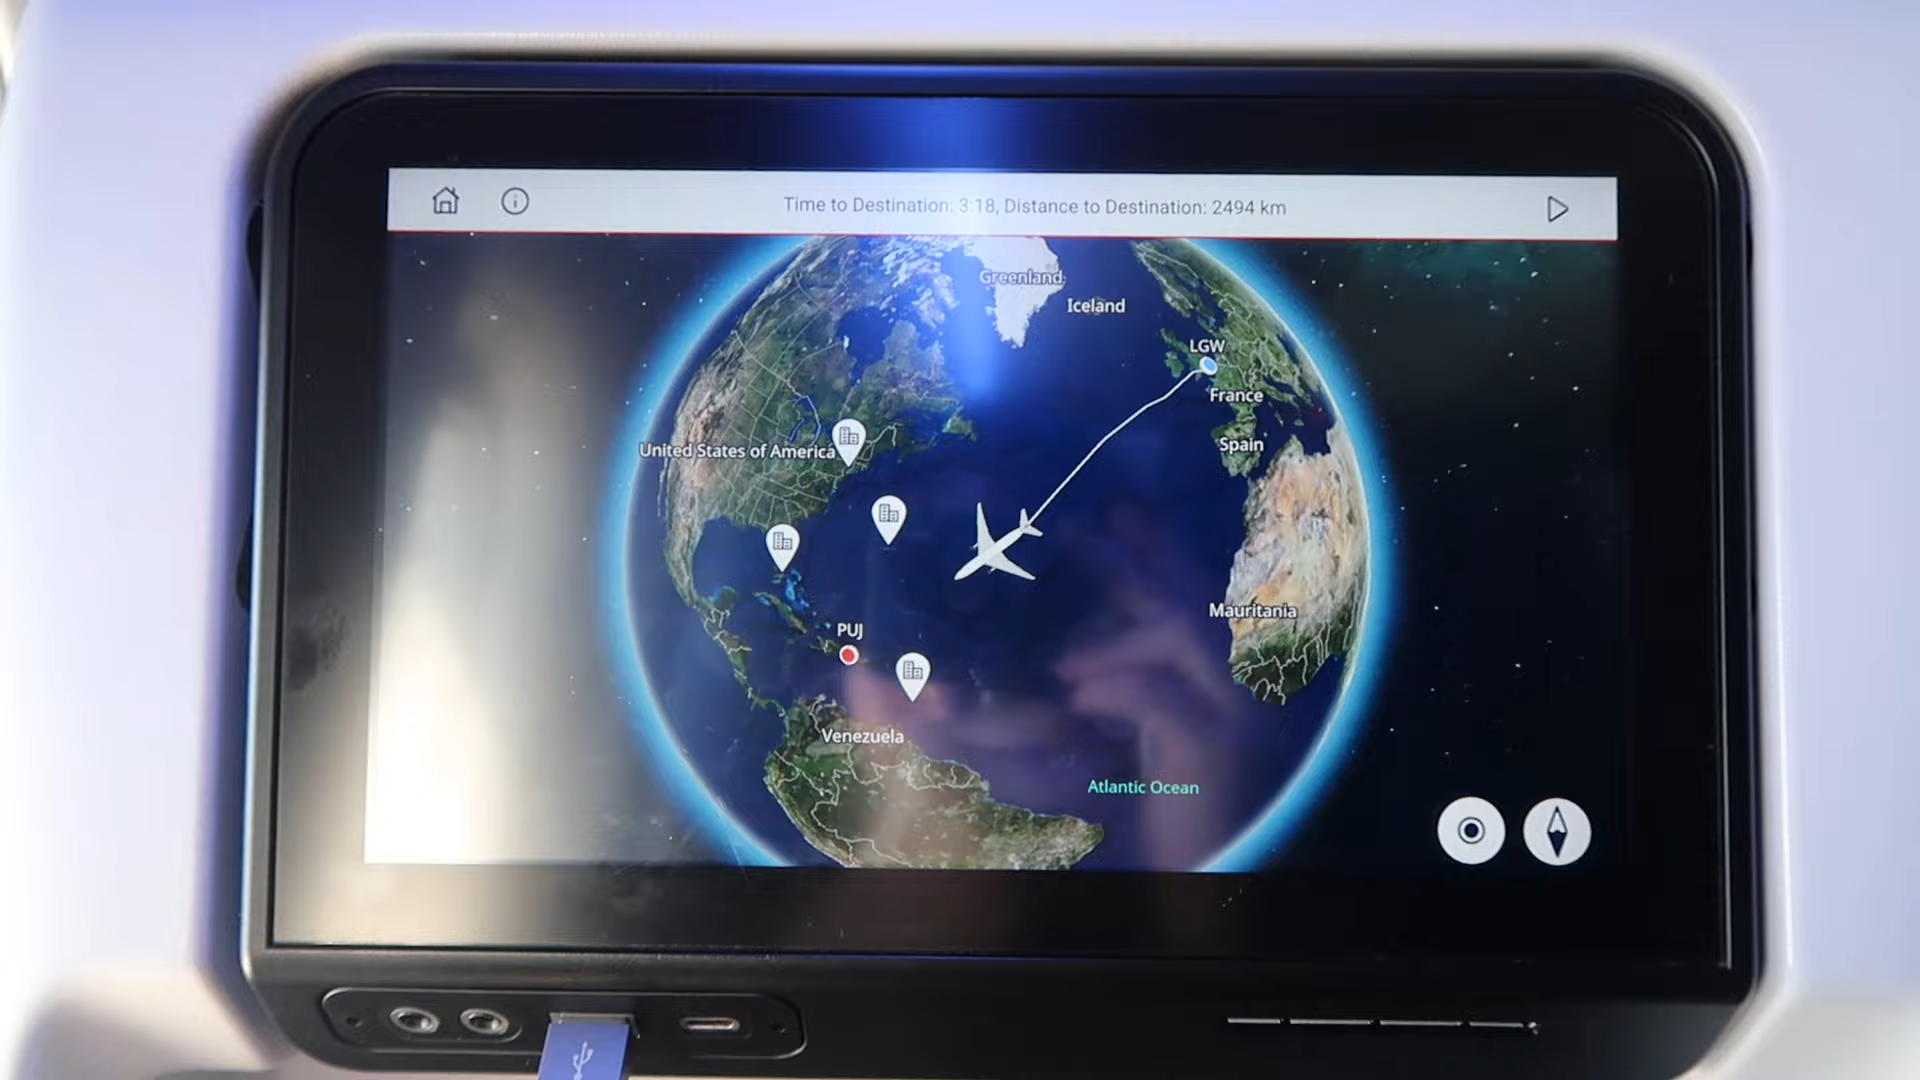 Time to Destination: 3:18, Distance to Destination: 2494 km
Greenland
Iceland
LGW
France
United States of America
Spain
Mauritania
PUJ
Venezuela
Atlantic Ocean